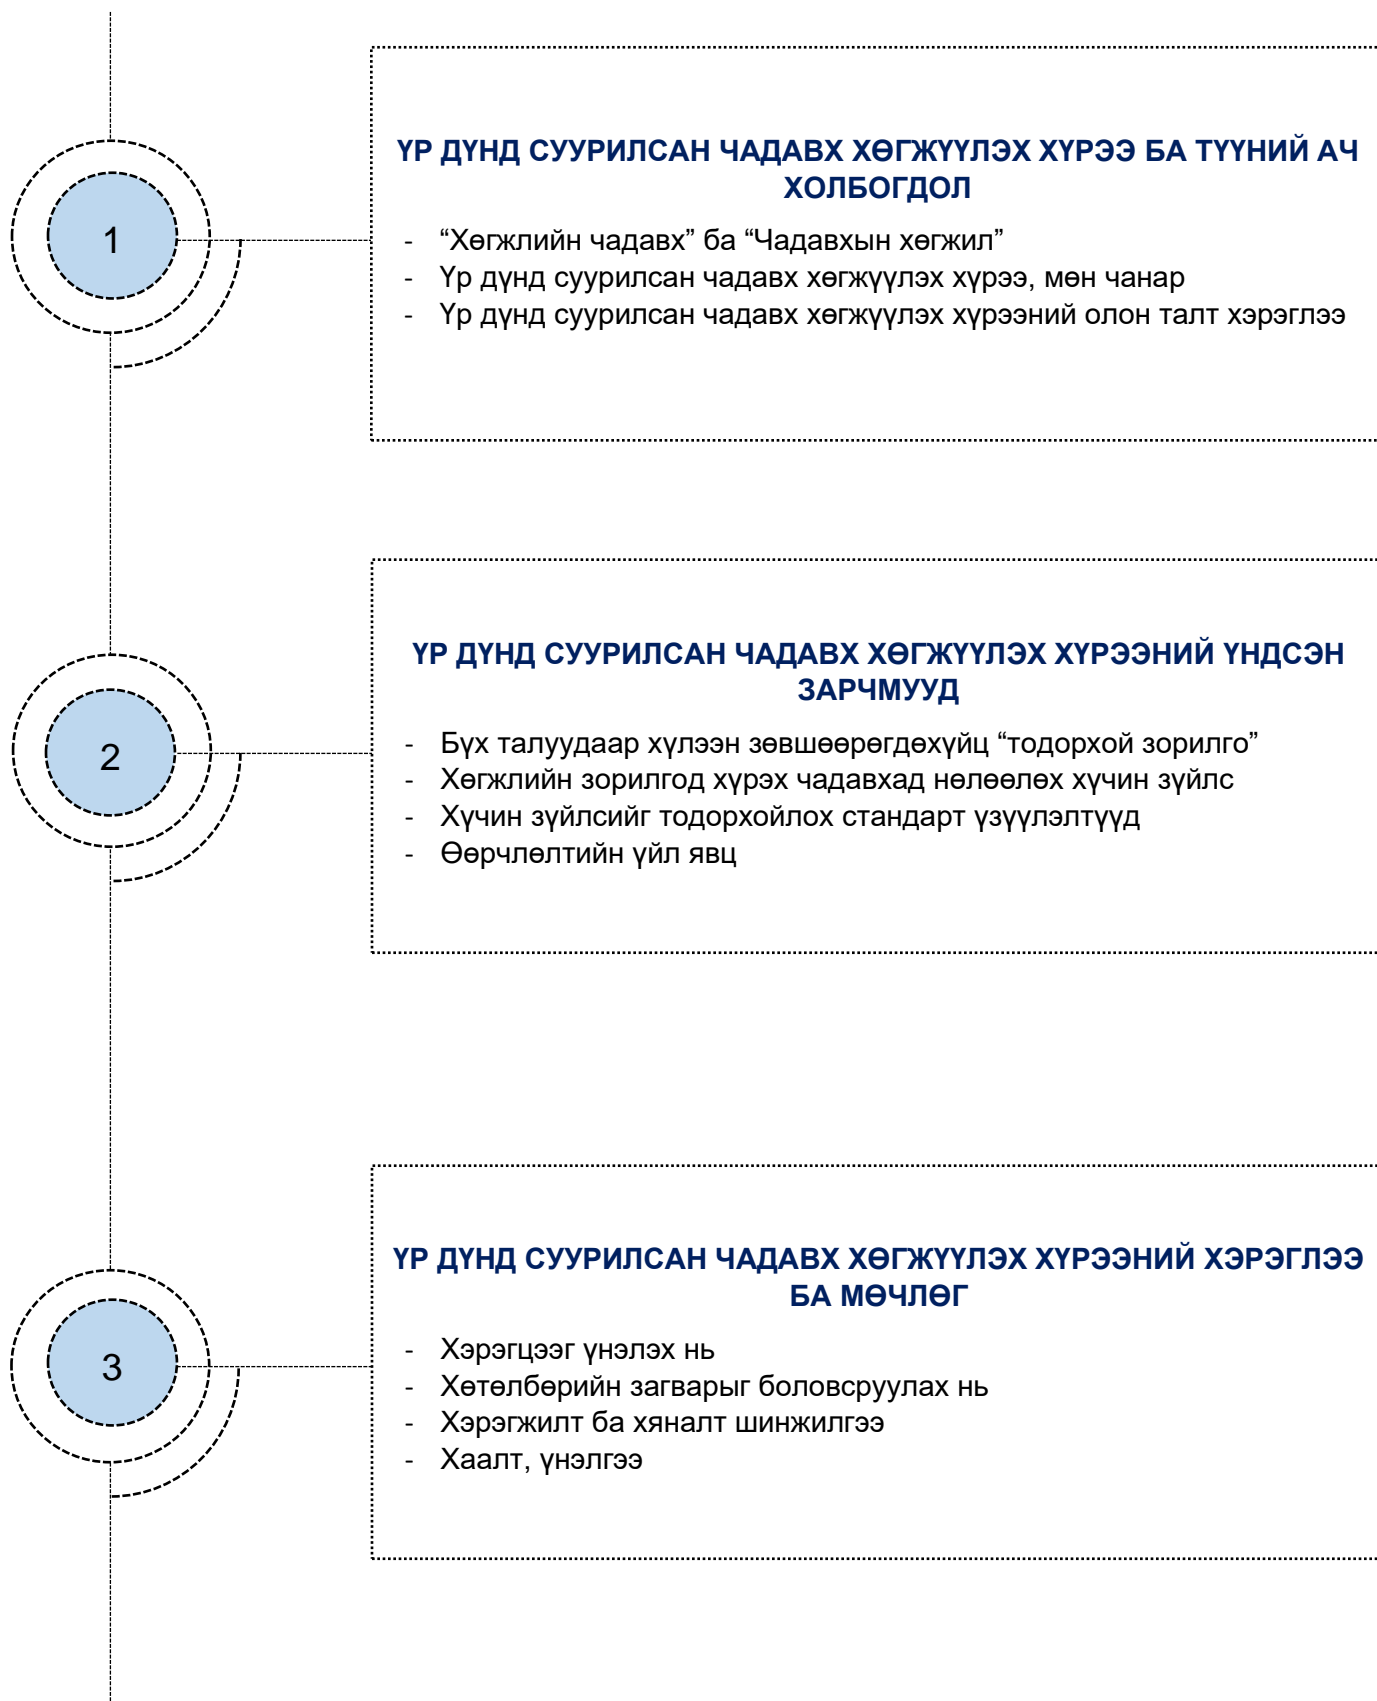 1
ҮР ДҮНД СУУРИЛСАН ЧАДАВХ ХӨГЖҮҮЛЭХ ХҮРЭЭ БА ТҮҮНИЙ АЧ
ХОЛБОГДОЛ
- “Хөгжлийн чадавх” ба “Чадавхын хөгжил”
- Үр дүнд суурилсан чадавх хөгжүүлэх хүрээ, мөн чанар
- Үр дүнд суурилсан чадавх хөгжүүлэх хүрээний олон талт хэрэглээ
2
ҮР ДҮНД СУУРИЛСАН ЧАДАВХ ХӨГЖҮҮЛЭХ ХҮРЭЭНИЙ ҮНДСЭН
ЗАРЧМУУД
- Бүх талуудаар хүлээн зөвшөөрөгдөхүйц “тодорхой зорилго”
- Хөгжлийн зорилгод хүрэх чадавхад нөлөөлөх хүчин зүйлс
- Хүчин зүйлсийг тодорхойлох стандарт үзүүлэлтүүд
- Өөрчлөлтийн үйл явц
3
ҮР ДҮНД СУУРИЛСАН ЧАДАВХ ХӨГЖҮҮЛЭХ ХҮРЭЭНИЙ ХЭРЭГЛЭЭ
БА МӨЧЛӨГ
- Хэрэгцээг үнэлэх нь
- Хөтөлбөрийн загварыг боловсруулах нь
- Хэрэгжилт ба хяналт шинжилгээ
- Хаалт, үнэлгээ